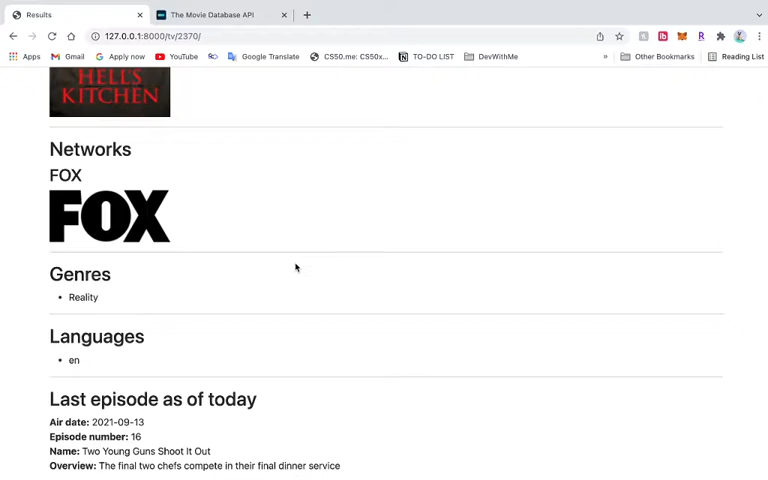 Results
The Movie Database API
127.0.0.1:8000/tv/2370/
Apps
Gmail
Apply now
YouTube
Google Translate
CS50.me: CS50x...
TO-DO LIST
DevWithMe
»
Other Bookmarks
Reading List
HELL'S
KITCHEN
Networks
FOX
FOX
Genres
• Reality
Languages
• en
Last episode as of today
Air date: 2021-09-13
Episode number: 16
Name: Two Young Guns Shoot It Out
Overview: The final two chefs compete in their final dinner service